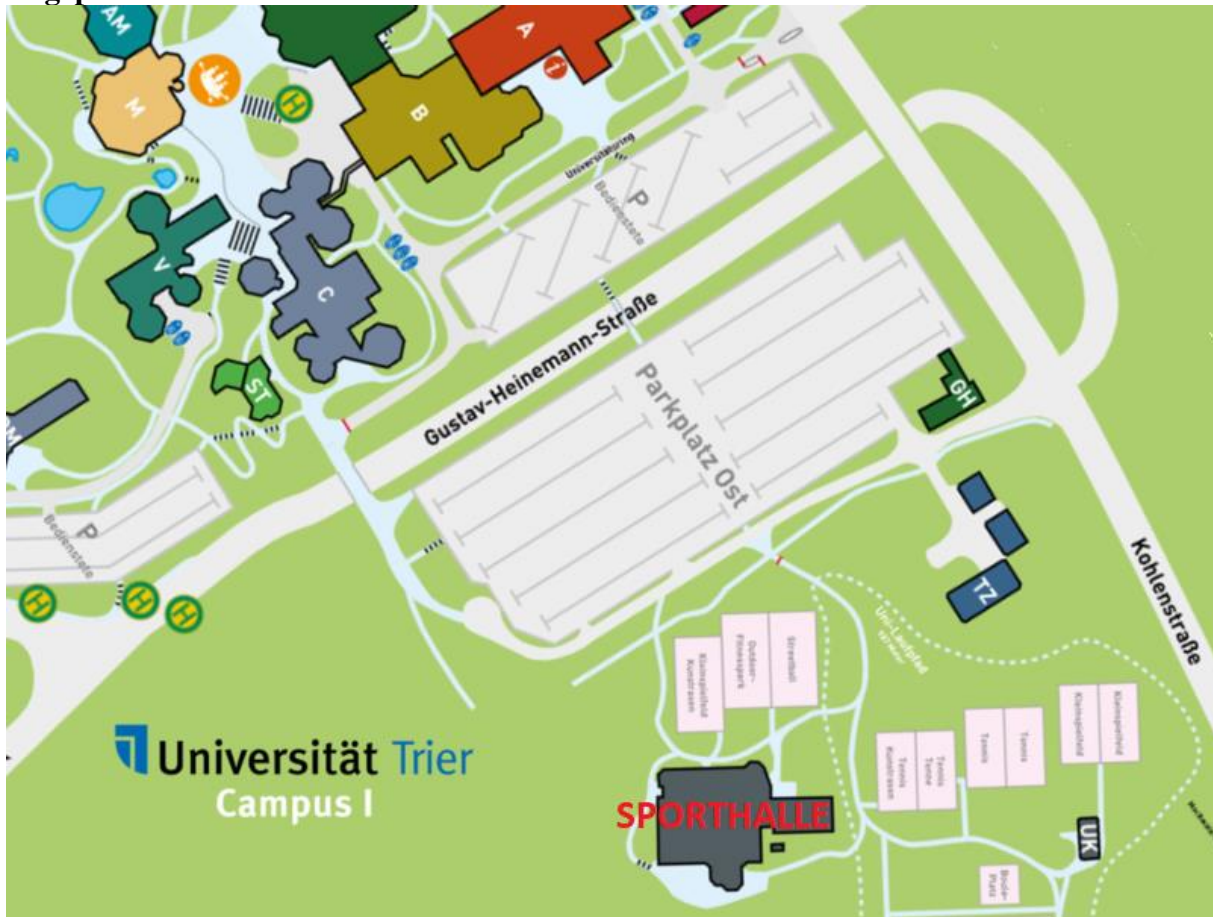 AM
A
M
i
H
B
Universitätsring
P
Bedienstete
V
C
Gustav-Heinemann-Straße
ST
Parkplatz Ost
GH
P
Bedienstete
TZ
Kohlenstraße
H
H
H
Uni-Laufpfad
Streetball
Outdoor-
Fitnesspark
Kleinspielfeld
Kunstrasen
Kleinspielfeld
Kleinspielfeld
Tennis
Tennis
Tennis
Tenne
Tennis
Kunstrasen
Universität Trier
Campus I
SPORTHALLE
UK
Boule-
Platz